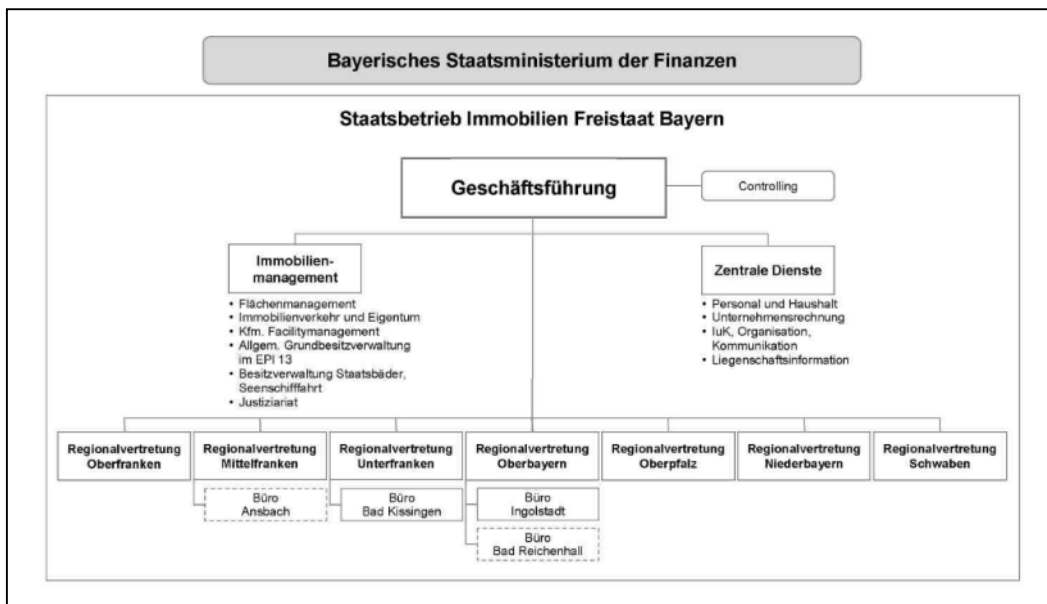 Bayerisches Staatsministerium der Finanzen
Staatsbetrieb Immobilien Freistaat Bayern
Geschäftsführung
Controlling
Immobilien-
management
• Flächenmanagement
• Immobilienverkehr und Eigentum
• Kfm. Facilitymanagement
• Allgem. Grundbesitzverwaltung
im EPl 13
• Besitzverwaltung Staatsbäder,
Seenschifffahrt
• Justiziariat
Zentrale Dienste
• Personal und Haushalt
• Unternehmensrechnung
• IuK, Organisation,
Kommunikation
• Liegenschaftsinformation
Regionalvertretung
Oberfranken
Regionalvertretung
Mittelfranken
Regionalvertretung
Unterfranken
Regionalvertretung
Oberbayern
Regionalvertretung
Oberpfalz
Regionalvertretung
Niederbayern
Regionalvertretung
Schwaben
Büro
Ansbach
Büro
Bad Kissingen
Büro
Ingolstadt
Büro
Bad Reichenhall